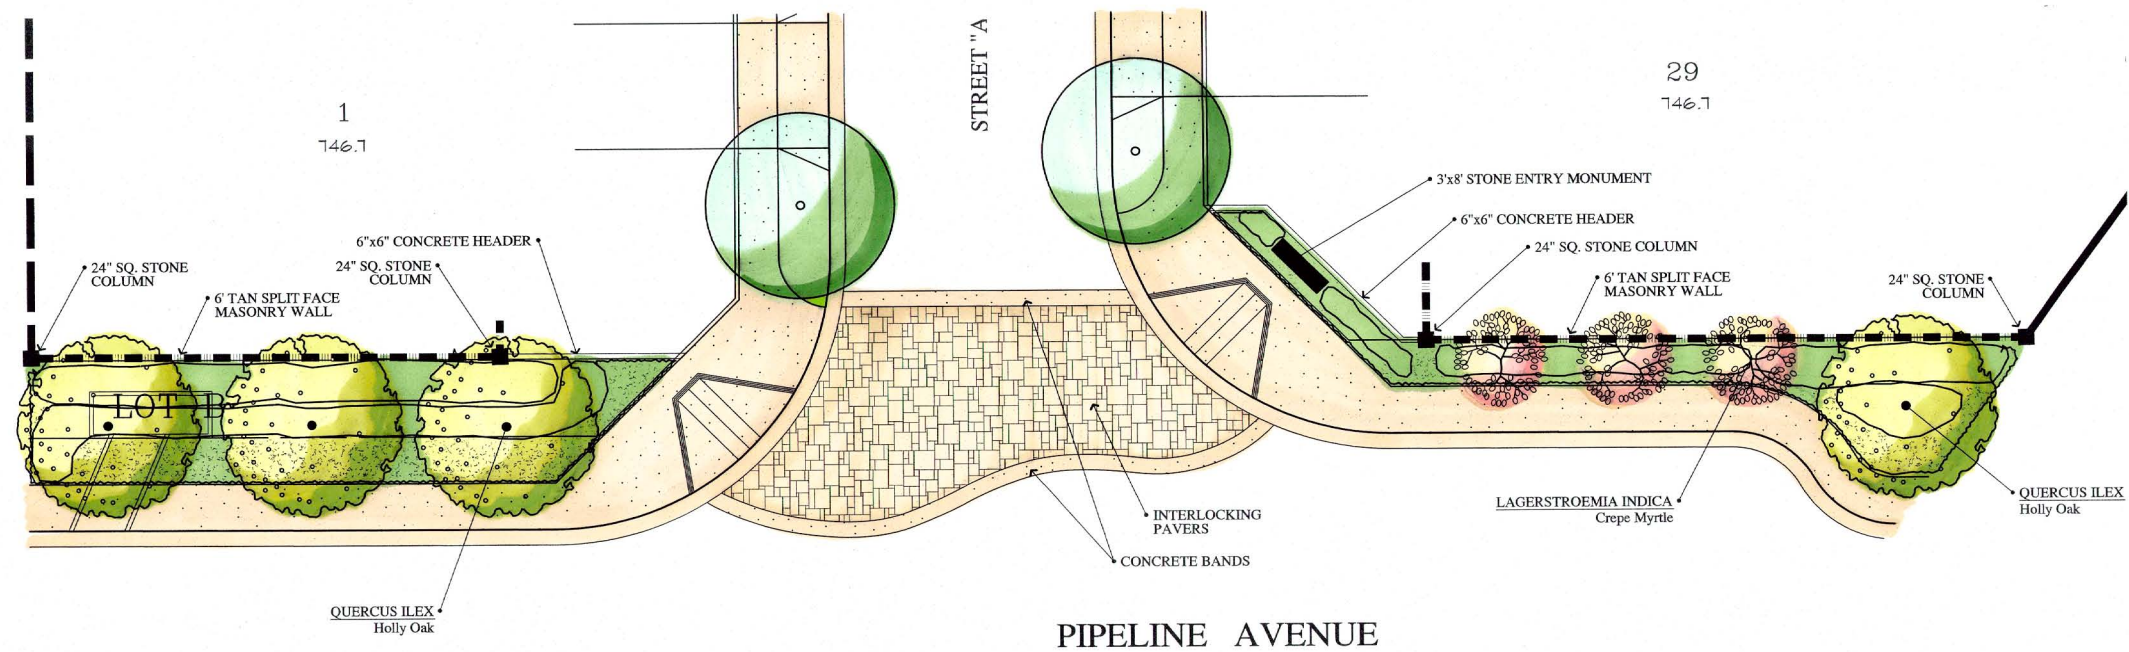 1
746.7
STREET "A
29
746.7
3'x8' STONE ENTRY MONUMENT
6"x6" CONCRETE HEADER
24" SQ. STONE COLUMN
6"x6" CONCRETE HEADER
24" SQ. STONE
COLUMN
24" SQ. STONE
COLUMN
6' TAN SPLIT FACE
MASONRY WALL
6' TAN SPLIT FACE
MASONRY WALL
24" SQ. STONE
COLUMN
LOT B
INTERLOCKING
PAVERS
CONCRETE BANDS
LAGERSTROEMIA INDICA
Crepe Myrtle
QUERCUS ILEX
Holly Oak
QUERCUS ILEX
Holly Oak
PIPELINE AVENUE